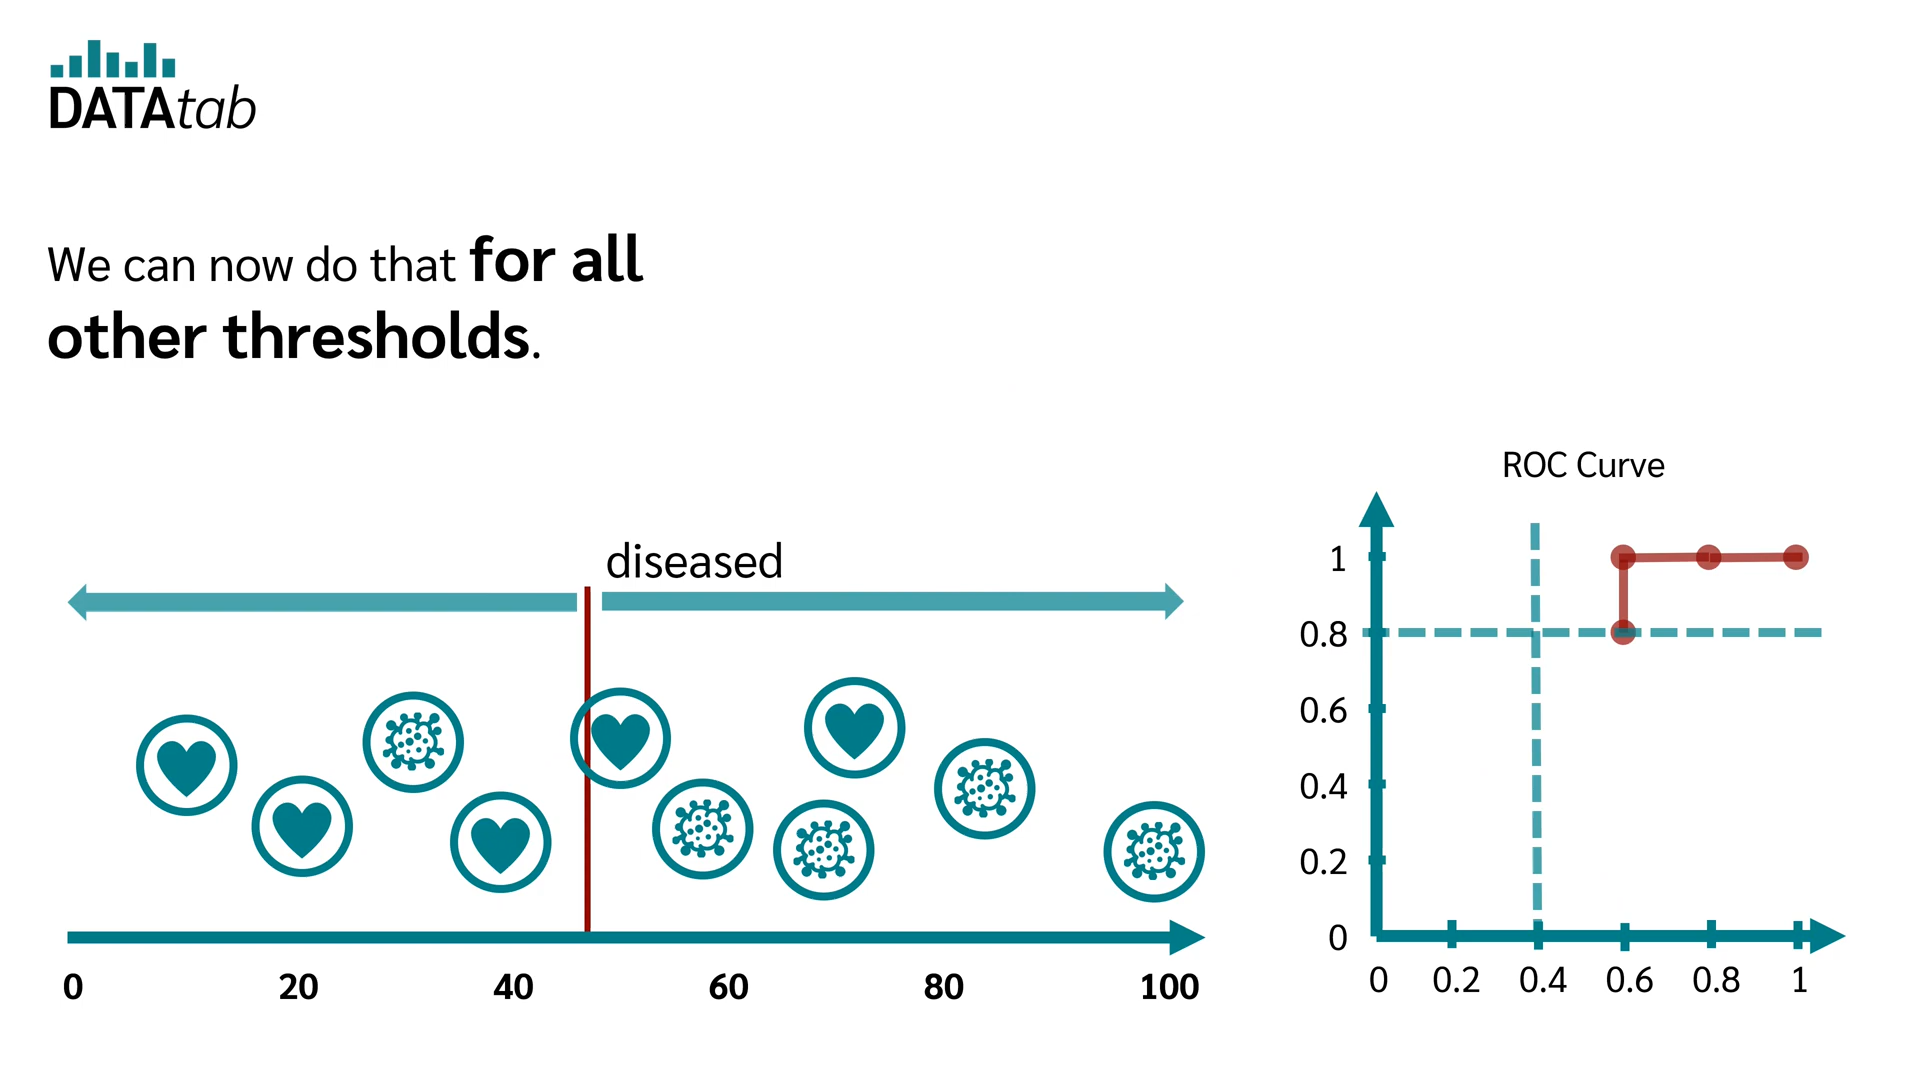 DATAtab
We can now do that for all
other thresholds.
ROC Curve
diseased
1
0.8
0.6
0.4
0.2
0
0 0.2 0.4 0.6 0.8 1
0 20 40 60 80 100